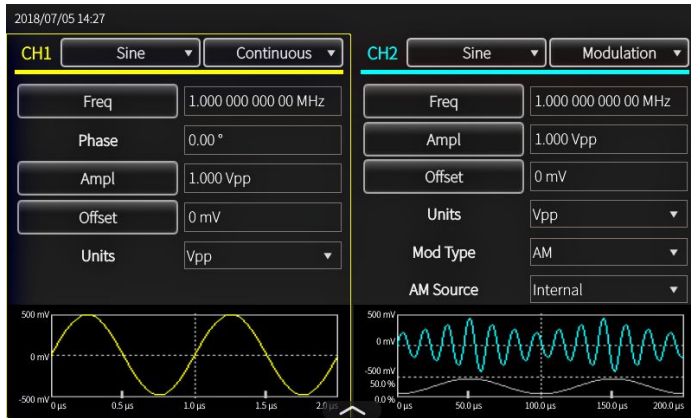 2018/07/05 14:27
CH1 Sine Continuous
Freq 1.000 000 000 00 MHz
Phase 0.00 °
Ampl 1.000 Vpp
Offset 0 mV
Units Vpp
500 mV
0 mV
-500 mV
0 µs 0.5 µs 1.0 µs 1.5 µs 2.0 µs
CH2 Sine Modulation
Freq 1.000 000 000 00 MHz
Ampl 1.000 Vpp
Offset 0 mV
Units Vpp
Mod Type AM
AM Source Internal
500 mV
0 mV
-500 mV
50.0 %
0.0 %
0 µs 50.0 µs 100.0 µs 150.0 µs 200.0 µs